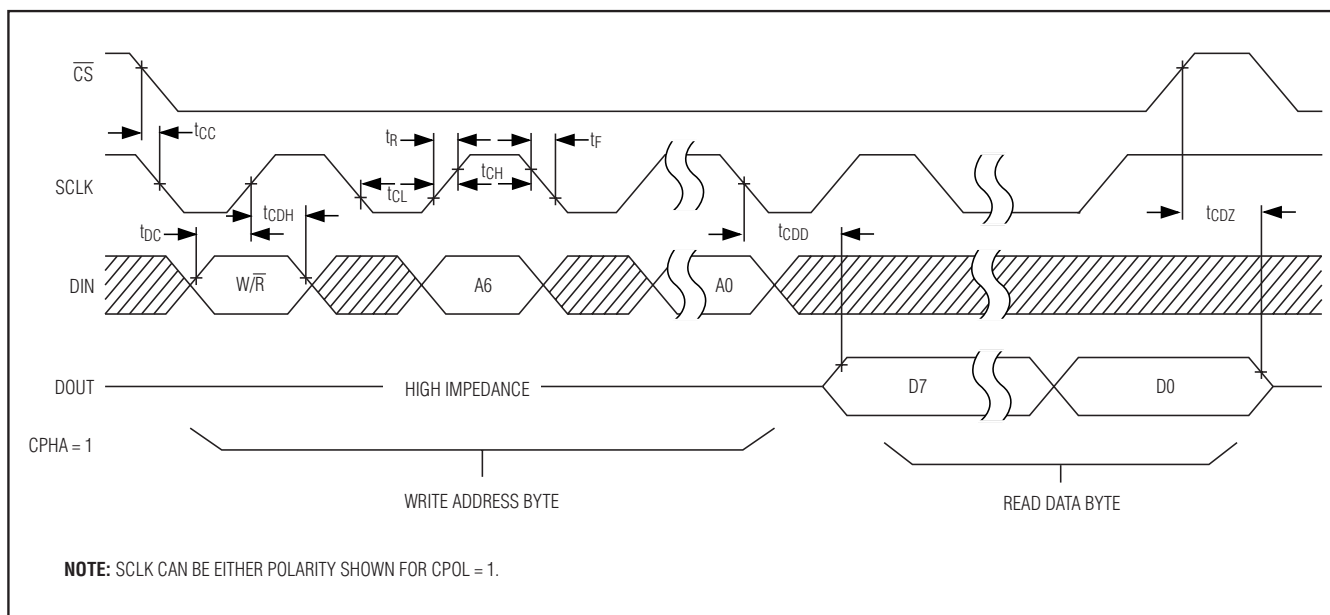 CS
tCC
tR
tF
SCLK
tCL
tCH
tDC
tCDH
tCDD
tCDZ
DIN
W/R
A6
A0
DOUT
HIGH IMPEDANCE
D7
D0
CPHA = 1
WRITE ADDRESS BYTE
READ DATA BYTE
NOTE: SCLK CAN BE EITHER POLARITY SHOWN FOR CPOL = 1.